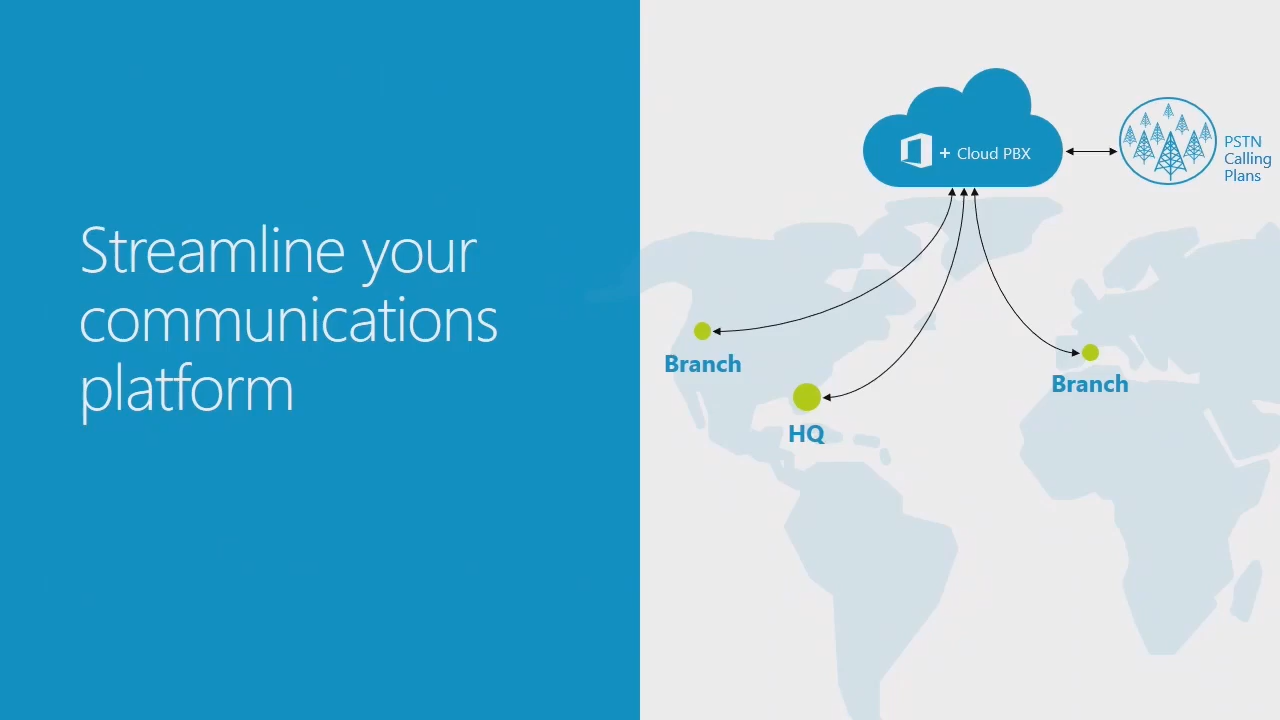 Streamline your
communications
platform
+ Cloud PBX
PSTN
Calling
Plans
Branch
HQ
Branch